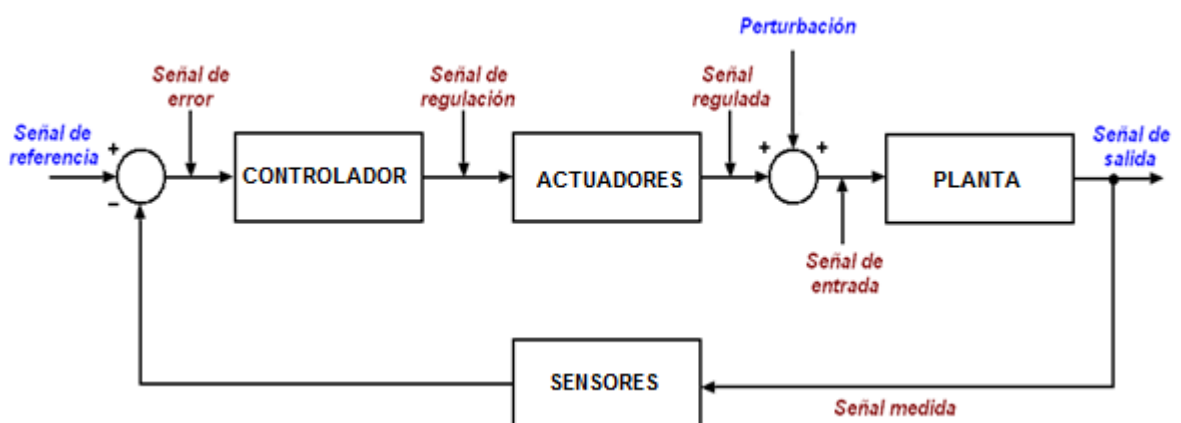 Perturbación
Señal de
error
Señal de
regulación
Señal
regulada
Señal de
referencia
+
−
CONTROLADOR
ACTUADORES
+
+
PLANTA
Señal de
salida
Señal de
entrada
SENSORES
Señal medida